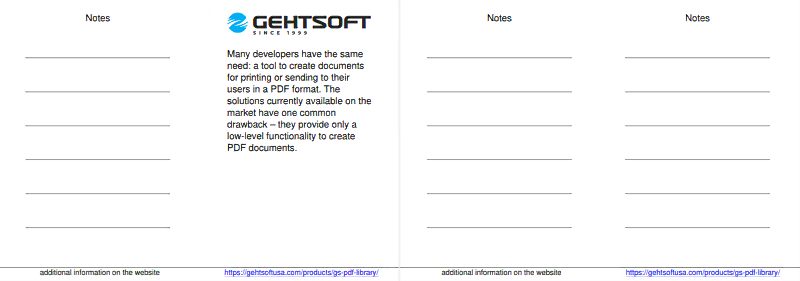 Notes
GEHTSOFT
SINCE 1999
Many developers have the same
need: a tool to create documents
for printing or sending to their
users in a PDF format. The
solutions currently available on the
market have one common
drawback – they provide only a
low-level functionality to create
PDF documents.
additional information on the website
https://gehtsoftusa.com/products/gs-pdf-library/
Notes
Notes
additional information on the website
https://gehtsoftusa.com/products/gs-pdf-library/